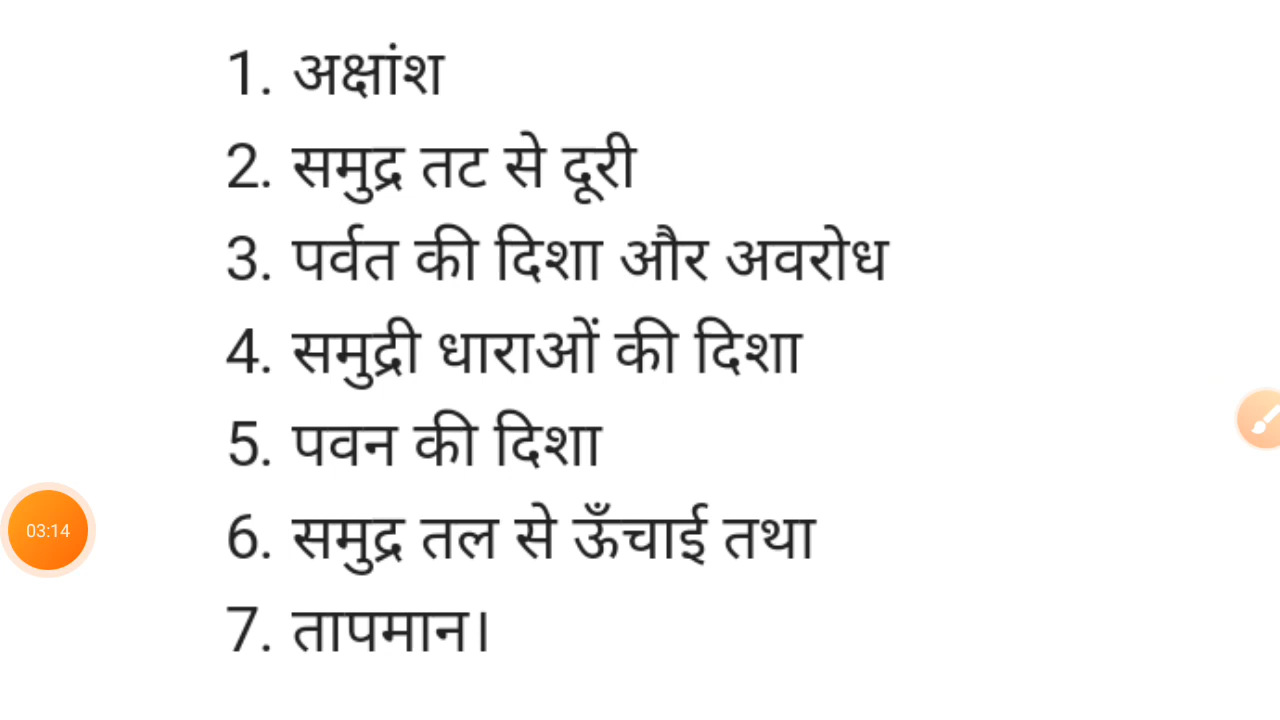 1. अक्षांश
2. समुद्र तट से दूरी
3. पर्वत की दिशा और अवरोध
4. समुद्री धाराओं की दिशा
5. पवन की दिशा
6. समुद्र तल से ऊँचाई तथा
03:14
7. तापमान।